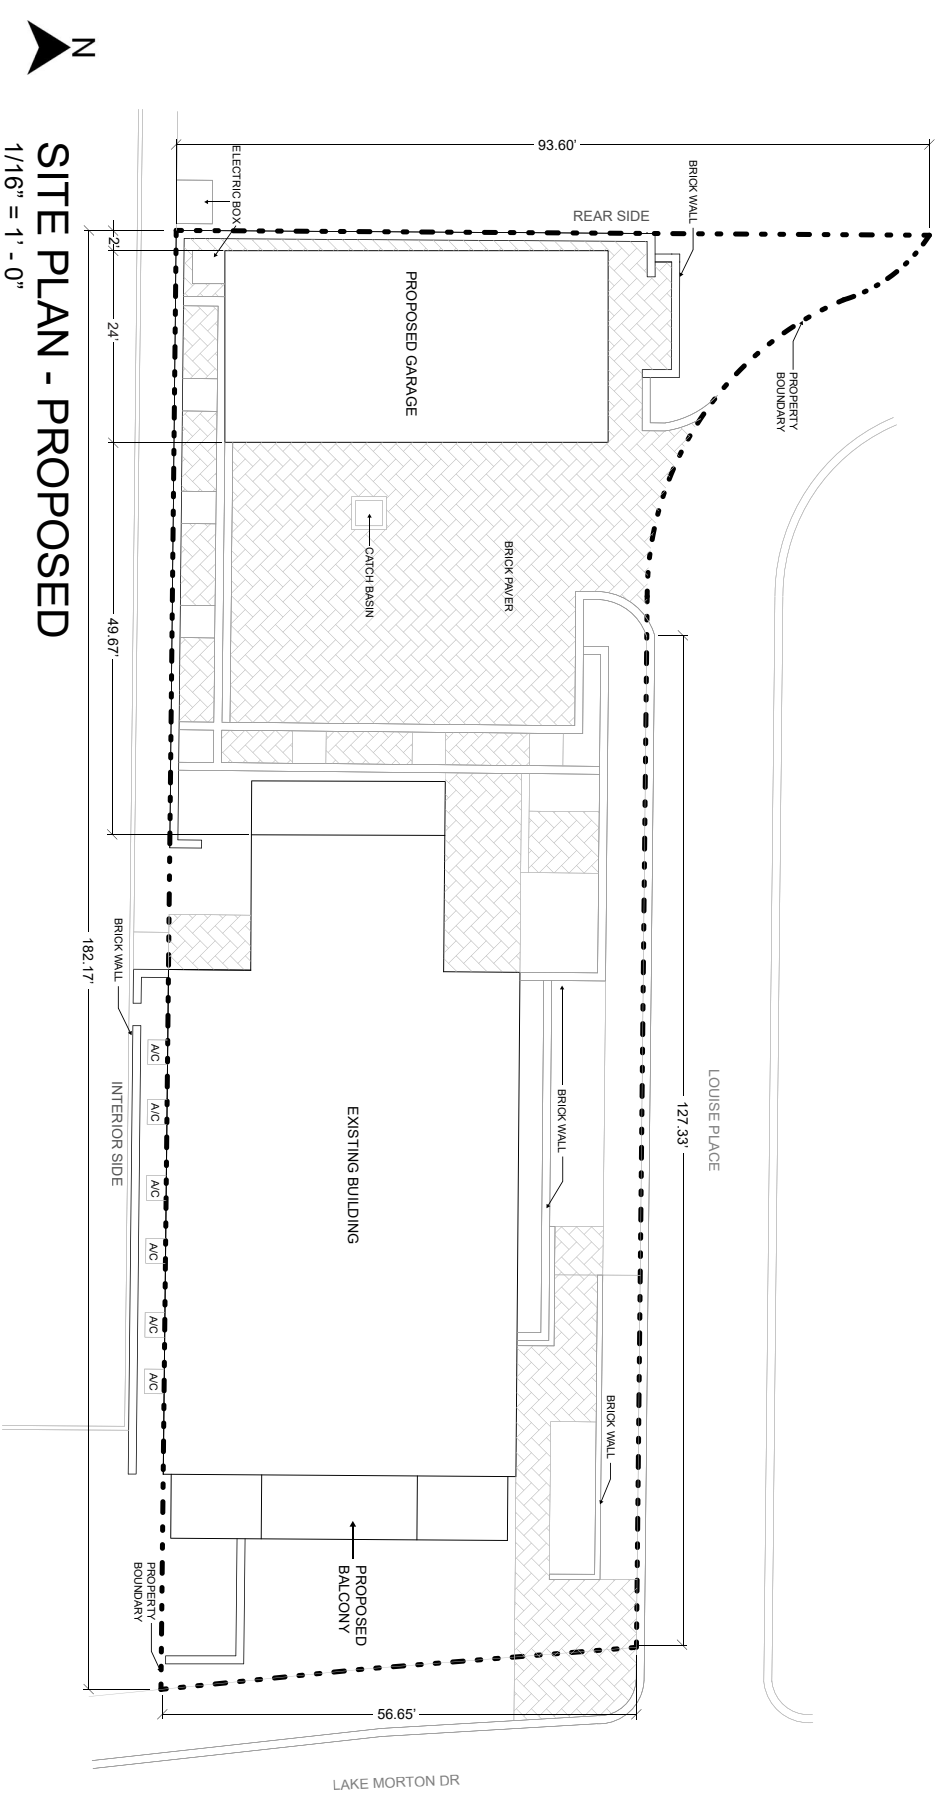 N
SITE PLAN - PROPOSED
1/16” = 1' - 0”
93.60'
REAR SIDE
BRICK WALL
ELECTRIC BOX
2'
24'
PROPOSED GARAGE
PROPERTY
BOUNDARY
CATCH BASIN
BRICK PAVER
49.67'
182.17'
BRICK WALL
INTERIOR SIDE
A/C
A/C
A/C
A/C
A/C
A/C
EXISTING BUILDING
BRICK WALL
127.33'
LOUISE PLACE
BRICK WALL
PROPOSED
BALCONY
PROPERTY
BOUNDARY
56.65'
LAKE MORTON DR